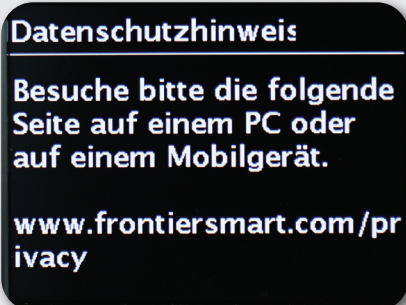 Datenschutzhinweis
Besuche bitte die folgende
Seite auf einem PC oder
auf einem Mobilgerät.
www.frontiersmart.com/pr
ivacy